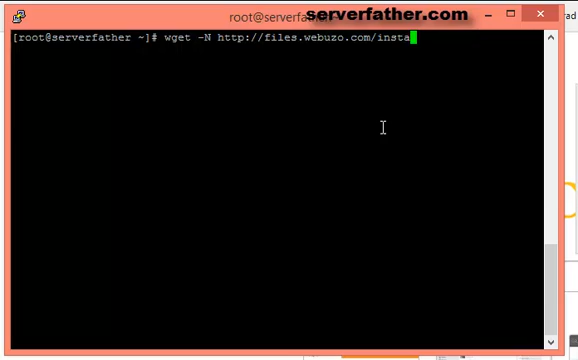 serverfather.com
root@serverfather:~
[root@serverfather ~]# wget -N http://files.webuzo.com/insta